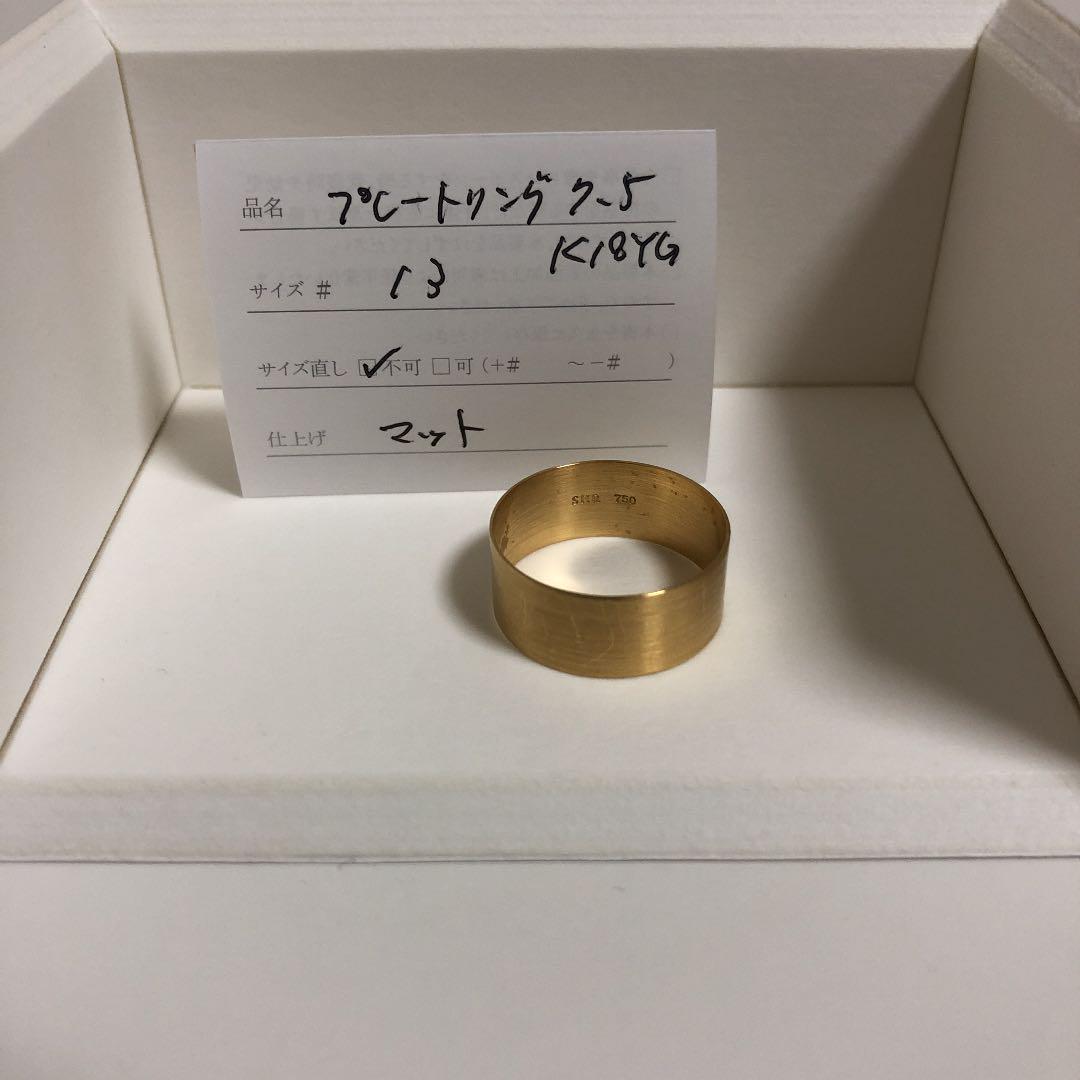 品名 プレートリング 7.5
K18YG
サイズ # 13
サイズ直し ☑不可 □可 (+# ～－# )
仕上げ マット
750